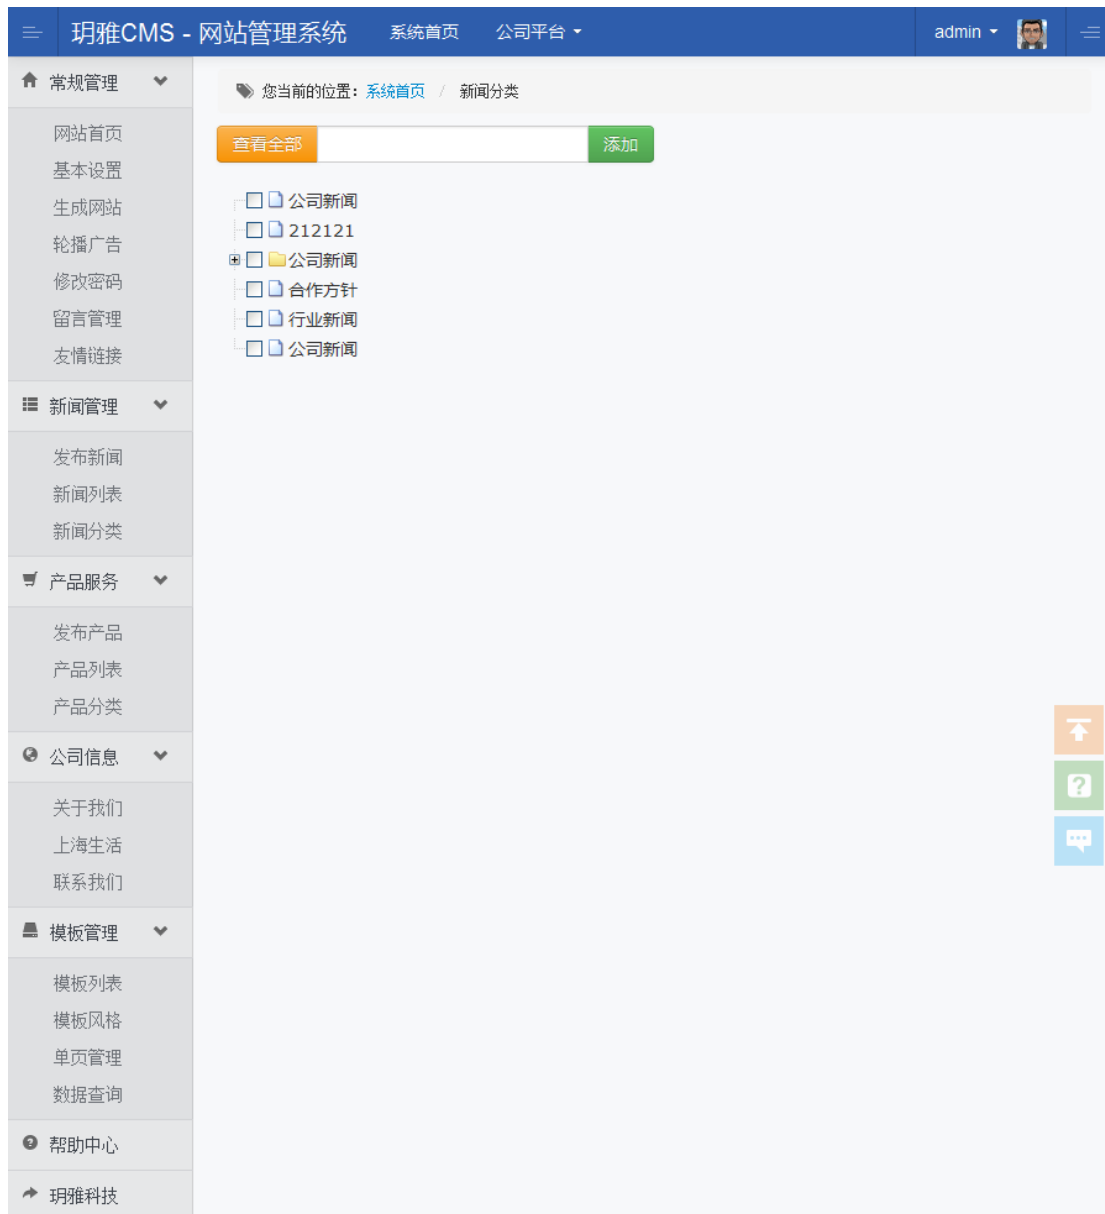 玥雅CMS - 网站管理系统 系统首页 公司平台 admin
常规管理
网站首页
基本设置
生成网站
轮播广告
修改密码
留言管理
友情链接
新闻管理
发布新闻
新闻列表
新闻分类
产品服务
发布产品
产品列表
产品分类
公司信息
关于我们
上海生活
联系我们
模板管理
模板列表
模板风格
单页管理
数据查询
帮助中心
玥雅科技
您当前的位置：系统首页 / 新闻分类
查看全部 添加
公司新闻
212121
公司新闻
合作方针
行业新闻
公司新闻